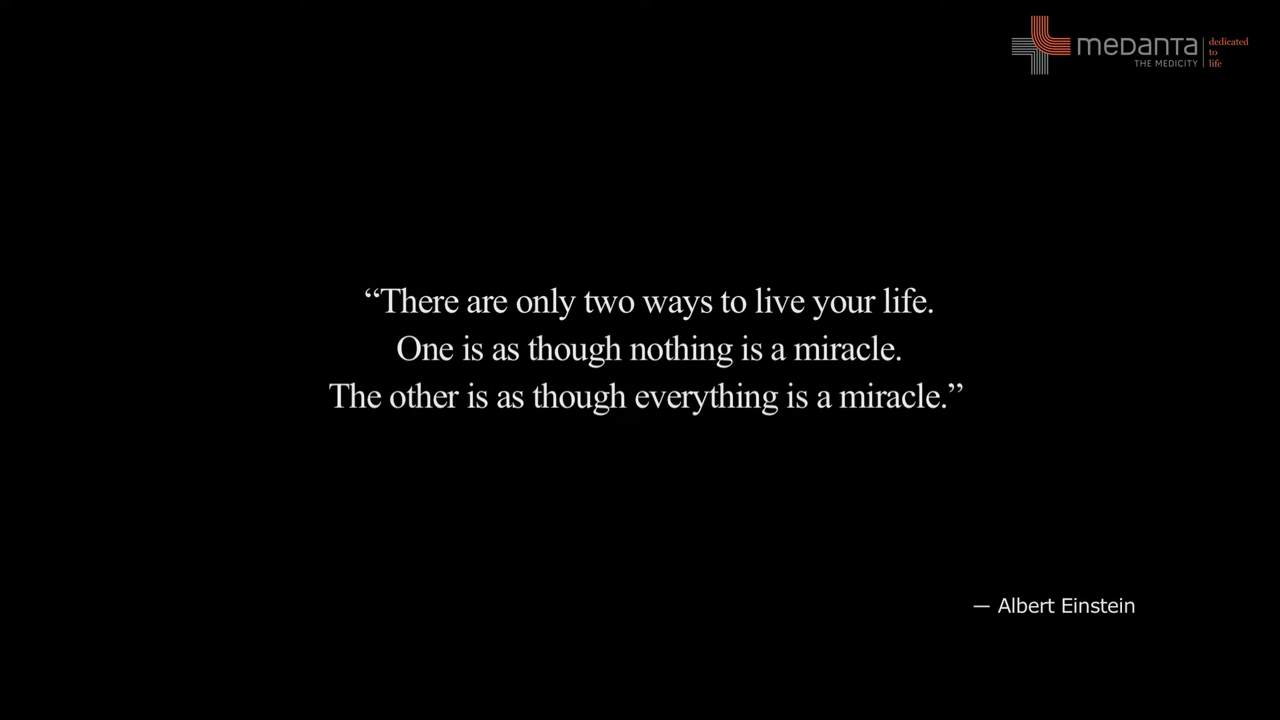 medanta
THE MEDICITY
dedicated
to
life
“There are only two ways to live your life.
One is as though nothing is a miracle.
The other is as though everything is a miracle.”
— Albert Einstein